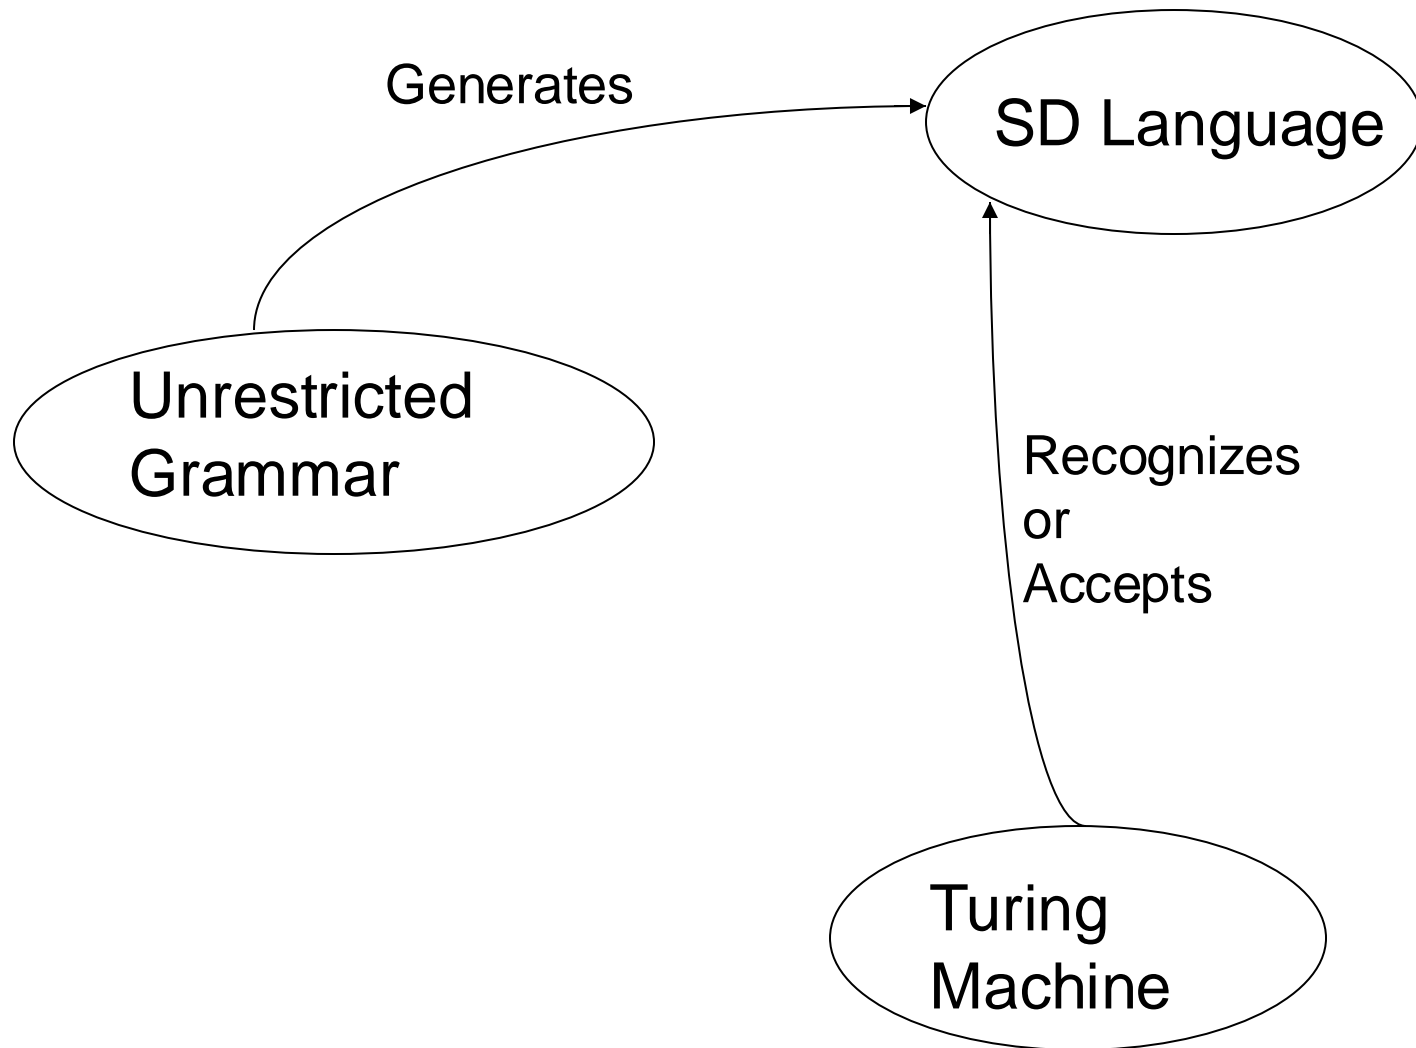 Generates
SD Language
Unrestricted
Grammar
Recognizes
or
Accepts
Turing
Machine